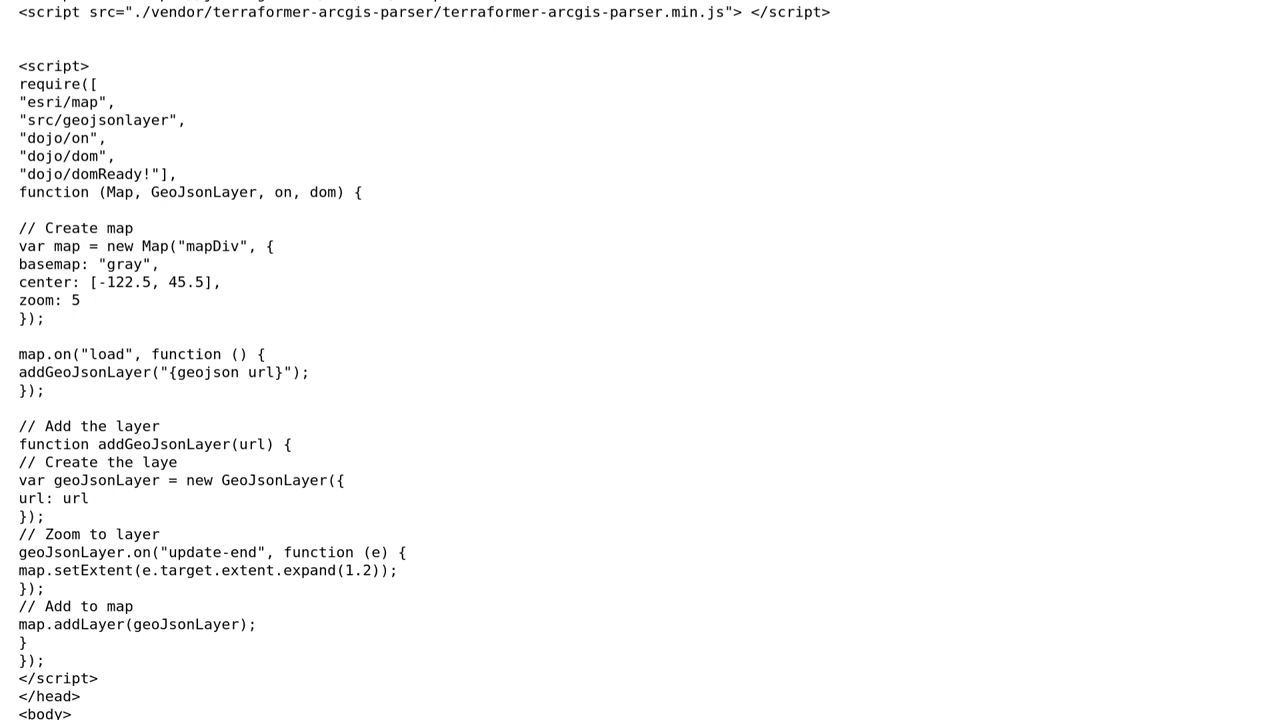 <script src="./vendor/terraformer-arcgis-parser/terraformer-arcgis-parser.min.js"> </script>
<script>
require([
"esri/map",
"src/geojsonlayer",
"dojo/on",
"dojo/dom",
"dojo/domReady!"],
function (Map, GeoJsonLayer, on, dom) {
// Create map
var map = new Map("mapDiv", {
basemap: "gray",
center: [-122.5, 45.5],
zoom: 5
});
map.on("load", function () {
addGeoJsonLayer("{geojson url}");
});
// Add the layer
function addGeoJsonLayer(url) {
// Create the laye
var geoJsonLayer = new GeoJsonLayer({
url: url
});
// Zoom to layer
geoJsonLayer.on("update-end", function (e) {
map.setExtent(e.target.extent.expand(1.2));
});
// Add to map
map.addLayer(geoJsonLayer);
}
});
</script>
</head>
<body>